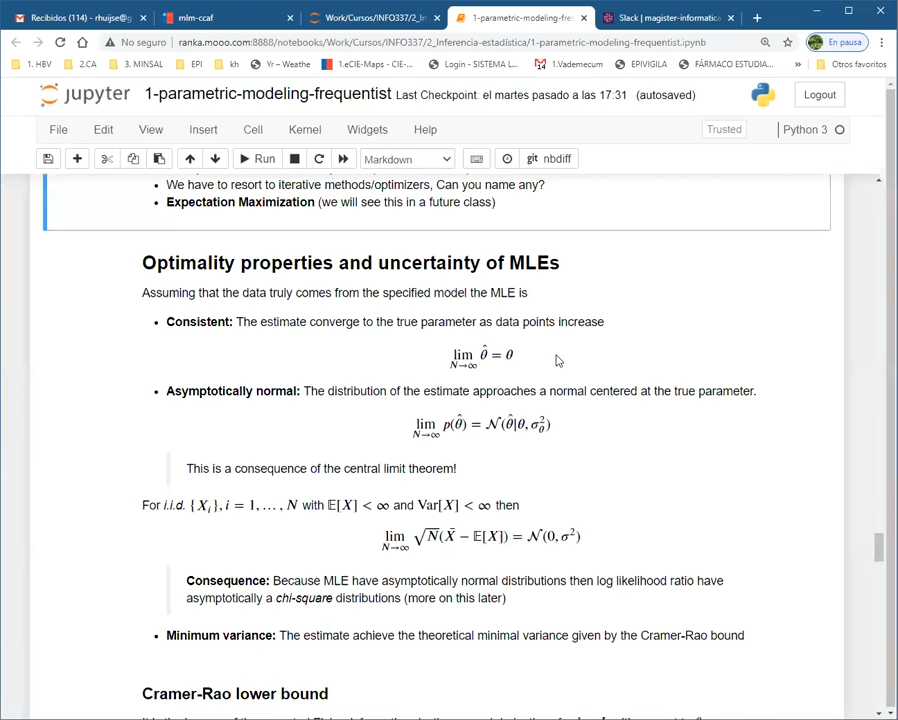 Recibidos (114) - rhuijse@g
mlm-ccaf
Work/Cursos/INFO337/2_In
1-parametric-modeling-fre
Slack | magister-informatica
No seguro
ranka.mooo.com:8888/notebooks/Work/Cursos/INFO337/2_Inferencia-estadística/1-parametric-modeling-frequentist.ipynb
En pausa
1. HBV
2.CA
3. MINSAL
EPI
kh
Yr – Weathe
1.eCIE-Maps - CIE-...
Login - SISTEMA L...
1.Vademecum
EPIVIGILA
FÁRMACO ESTUDIA...
»
Otros favoritos
jupyter
1-parametric-modeling-frequentist Last Checkpoint: el martes pasado a las 17:31 (autosaved)
Logout
File
Edit
View
Insert
Cell
Kernel
Widgets
Help
Trusted
Python 3
Run
Markdown
git nbdiff
• We have to resort to iterative methods/optimizers, Can you name any?
• Expectation Maximization (we will see this in a future class)
Optimality properties and uncertainty of MLEs
Assuming that the data truly comes from the specified model the MLE is
• Consistent: The estimate converge to the true parameter as data points increase
lim N→∞ θ̂ = θ
• Asymptotically normal: The distribution of the estimate approaches a normal centered at the true parameter.
lim N→∞ p(θ̂) = 𝒩(θ̂|θ, σ²_θ)
This is a consequence of the central limit theorem!
For i.i.d. {X_i}, i = 1, … , N with 𝔼[X] < ∞ and Var[X] < ∞ then
lim N→∞ √N(X̄ − 𝔼[X]) = 𝒩(0, σ²)
Consequence: Because MLE have asymptotically normal distributions then log likelihood ratio have
asymptotically a chi-square distributions (more on this later)
• Minimum variance: The estimate achieve the theoretical minimal variance given by the Cramer-Rao bound
Cramer-Rao lower bound